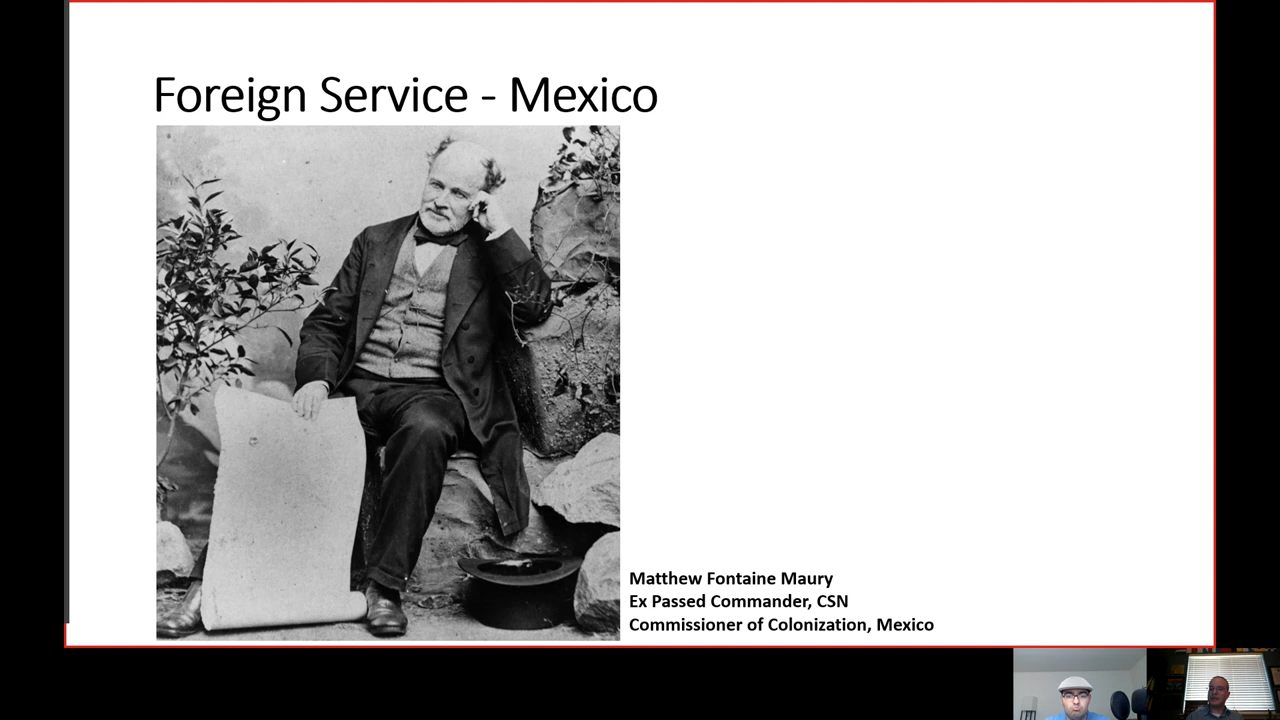 Foreign Service - Mexico
Matthew Fontaine Maury
Ex Passed Commander, CSN
Commissioner of Colonization, Mexico